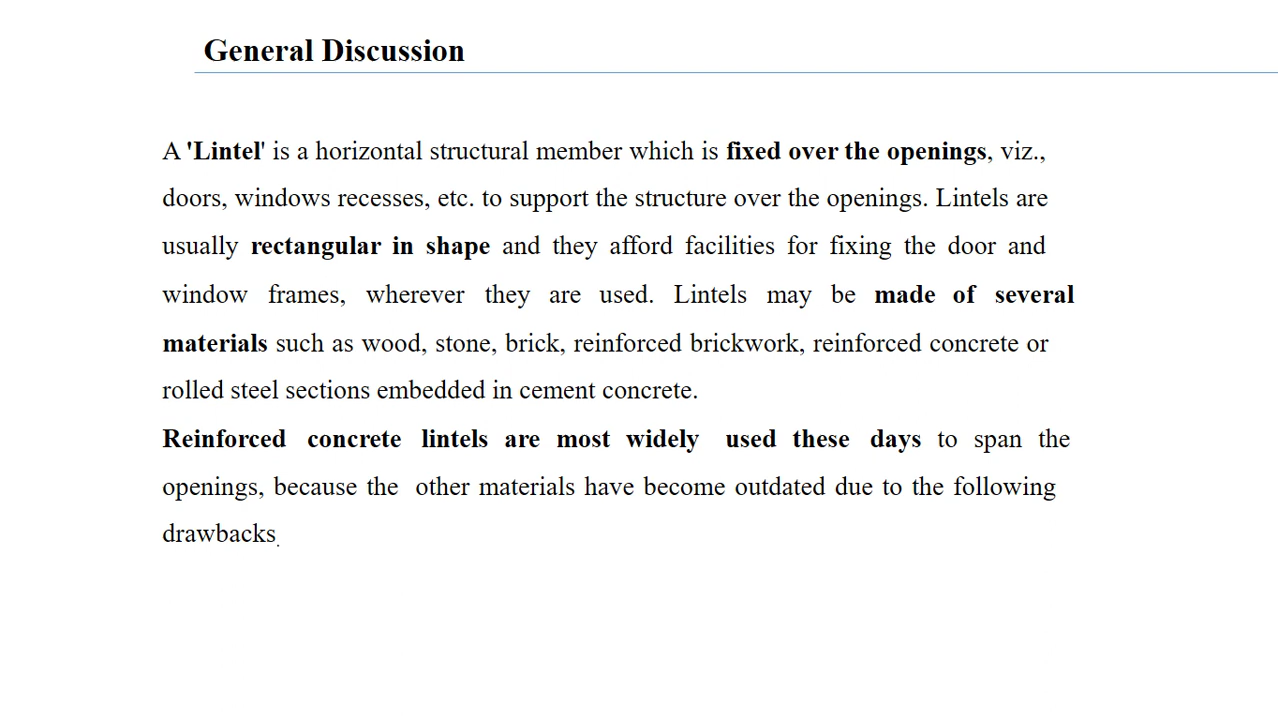 General Discussion
A 'Lintel' is a horizontal structural member which is fixed over the openings, viz.,
doors, windows recesses, etc. to support the structure over the openings. Lintels are
usually rectangular in shape and they afford facilities for fixing the door and
window frames, wherever they are used. Lintels may be made of several
materials such as wood, stone, brick, reinforced brickwork, reinforced concrete or
rolled steel sections embedded in cement concrete.
Reinforced concrete lintels are most widely used these days to span the
openings, because the other materials have become outdated due to the following
drawbacks.